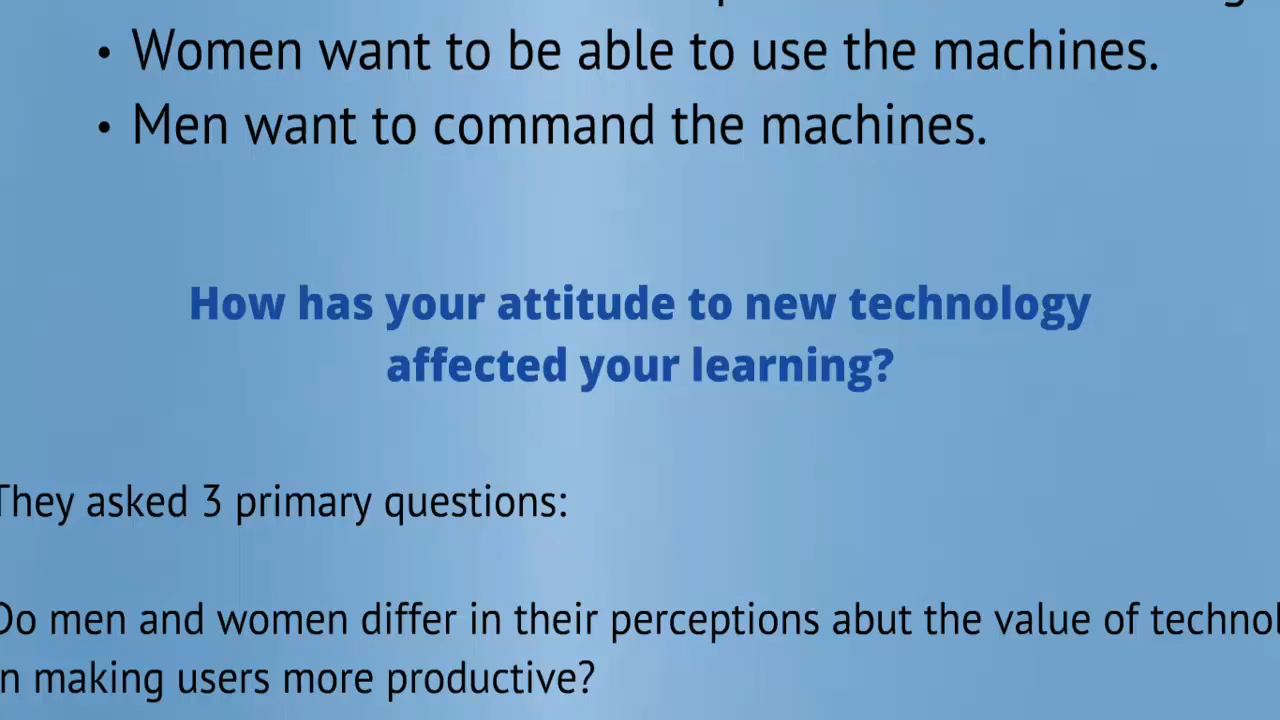 • Women want to be able to use the machines.
• Men want to command the machines.
How has your attitude to new technology
affected your learning?
They asked 3 primary questions:
Do men and women differ in their perceptions abut the value of technol
n making users more productive?